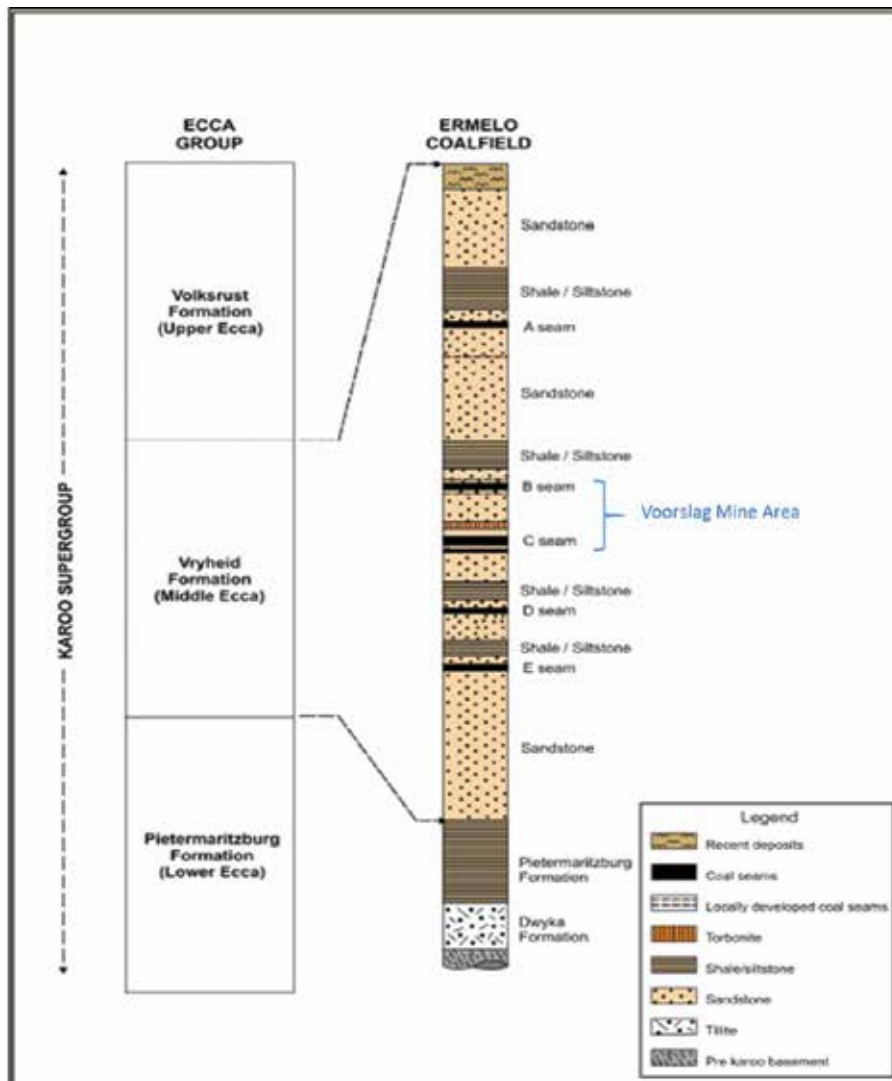 ECCA
GROUP
ERMELO
COALFIELD
KAROO SUPERGROUP
Volksrust
Formation
(Upper Ecca)
Vryheid
Formation
(Middle Ecca)
Pietermaritzburg
Formation
(Lower Ecca)
Sandstone
Shale / Siltstone
A seam
Sandstone
Shale / Siltstone
B seam
Voorslag Mine Area
C seam
Shale / Siltstone
D seam
Shale / Siltstone
E seam
Sandstone
Pietermaritzburg
Formation
Dwyka
Formation
Legend
Recent deposits
Coal seams
Locally developed coal seams
Torbonite
Shale/siltstone
Sandstone
Tillite
Pre karoo basement